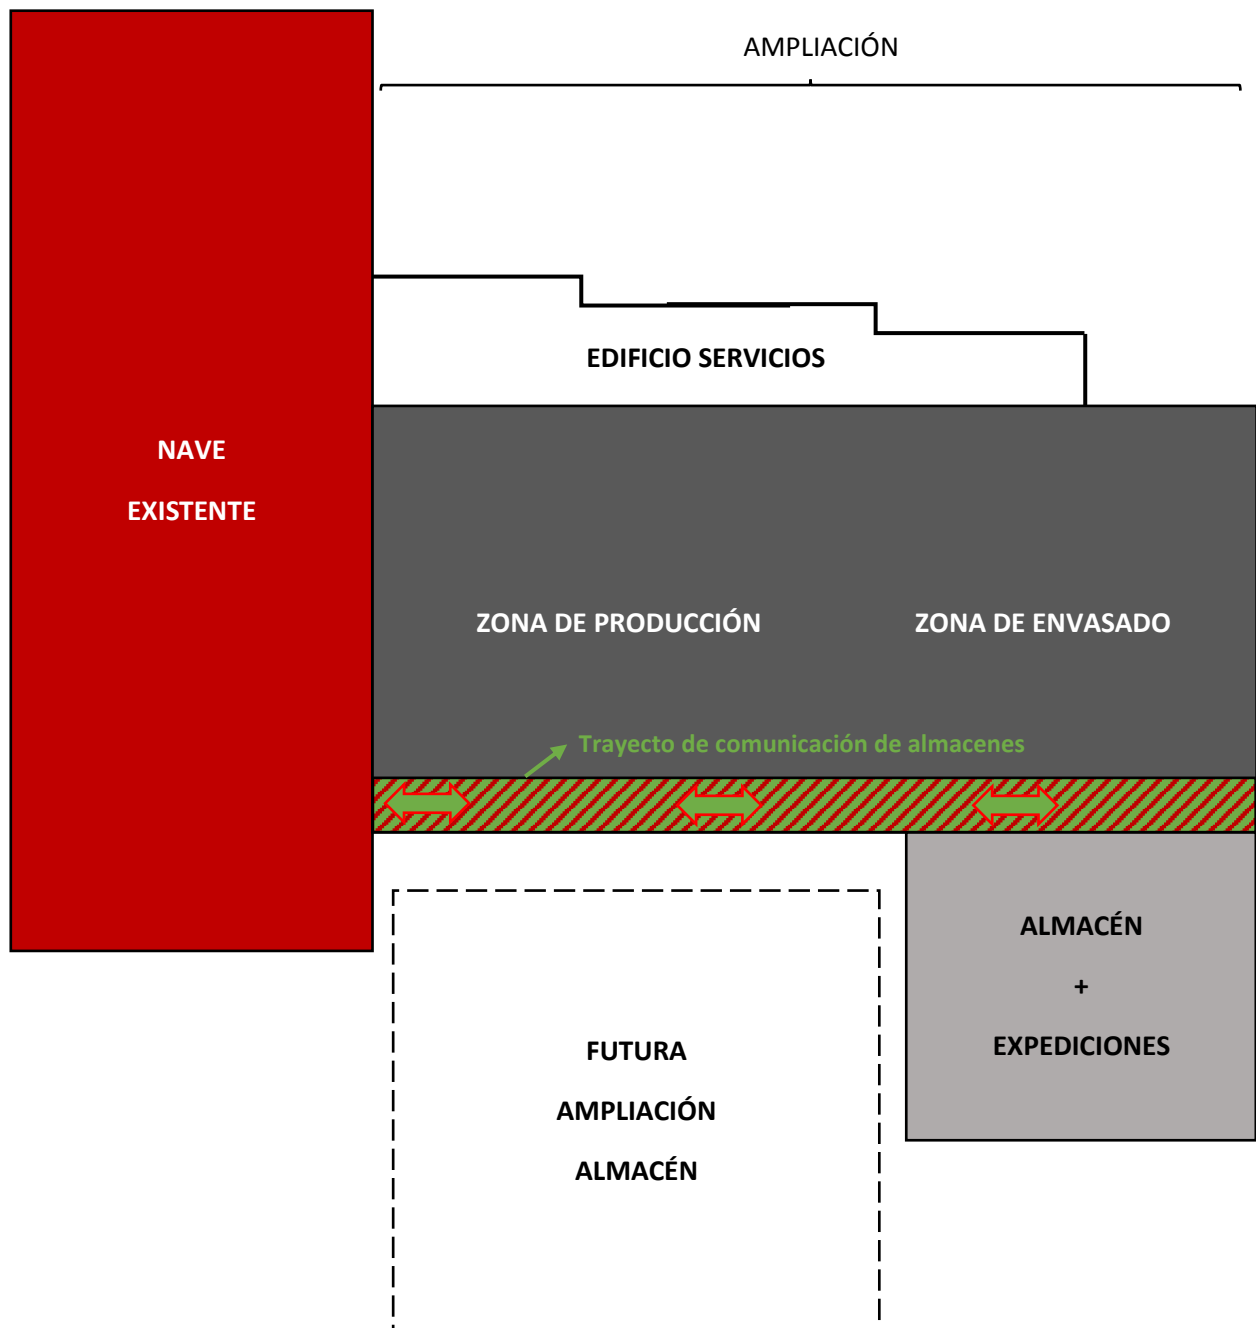 AMPLIACIÓN
EDIFICIO SERVICIOS
NAVE
EXISTENTE
ZONA DE PRODUCCIÓN
ZONA DE ENVASADO
Trayecto de comunicación de almacenes
ALMACÉN
+
EXPEDICIONES
FUTURA
AMPLIACIÓN
ALMACÉN